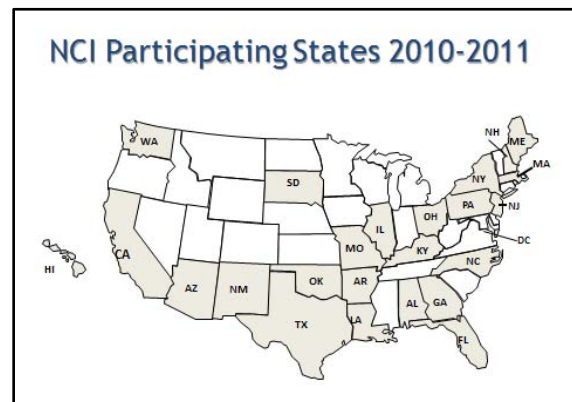 NCI Participating States 2010-2011
WA
NH
ME
MA
NY
SD
PA
NJ
OH
IL
DC
MO
KY
CA
HI
NC
OK
AR
AZ
NM
AL
GA
LA
TX
FL